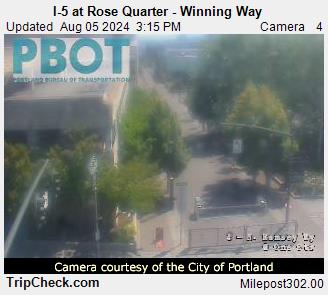 I-5 at Rose Quarter - Winning Way
Updated Aug 05 2024 3:15 PM Camera 4
PBOT
PORTLAND BUREAU OF TRANSPORTATION
Camera courtesy of the City of Portland
TripCheck.com Milepost302.00